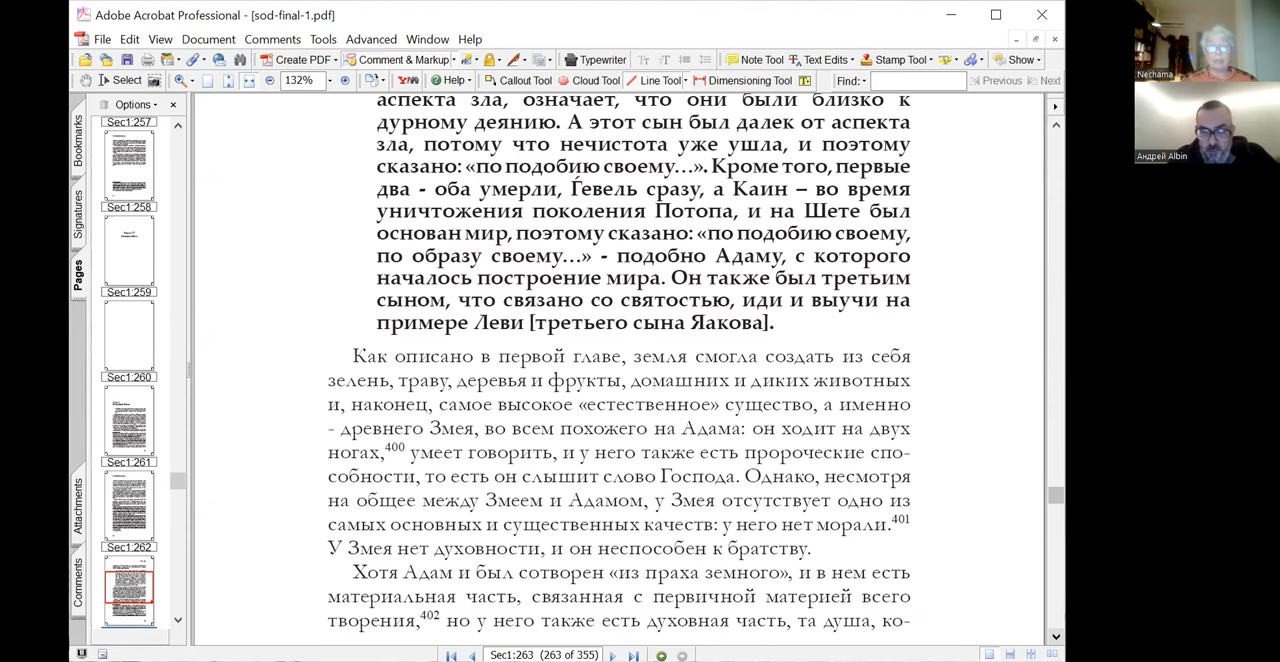 Adobe Acrobat Professional - [sod-final-1.pdf]
File Edit View Document Comments Tools Advanced Window Help
Create PDF Comment & Markup Typewriter Note Tool Text Edits Stamp Tool Show
Select 132% Help Callout Tool Cloud Tool Line Tool Dimensioning Tool Find: Previous Next
Options
Bookmarks
Signatures
Pages
Attachments
Comments
Sec1:257
Sec1:258
Sec1:259
Sec1:260
Sec1:261
Sec1:262
аспекта зла, означает, что они были близко к
дурному деянию. А этот сын был далек от аспекта
зла, потому что нечистота уже ушла, и поэтому
сказано: «по подобию своему…». Кроме того, первые
два - оба умерли, Ѓевель сразу, а Каин – во время
уничтожения поколения Потопа, и на Шете был
основан мир, поэтому сказано: «по подобию своему,
по образу своему…» - подобно Адаму, с которого
началось построение мира. Он также был третьим
сыном, что связано со святостью, иди и выучи на
примере Леви [третьего сына Яакова].
Как описано в первой главе, земля смогла создать из себя
зелень, траву, деревья и фрукты, домашних и диких животных
и, наконец, самое высокое «естественное» существо, а именно
- древнего Змея, во всем похожего на Адама: он ходит на двух
ногах,400 умеет говорить, и у него также есть пророческие спо-
собности, то есть он слышит слово Господа. Однако, несмотря
на общее между Змеем и Адамом, у Змея отсутствует одно из
самых основных и существенных качеств: у него нет морали.401
У Змея нет духовности, и он неспособен к братству.
Хотя Адам и был сотворен «из праха земного», и в нем есть
материальная часть, связанная с первичной материей всего
творения,402 но у него также есть духовная часть, та душа, ко-
Sec1:263 (263 of 355)
Nechama
Андрей Albin